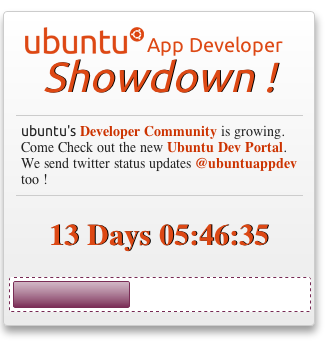 ubuntu App Developer
Showdown !
ubuntu's Developer Community is growing.
Come Check out the new Ubuntu Dev Portal.
We send twitter status updates @ubuntuappdev
too !
13 Days 05:46:35